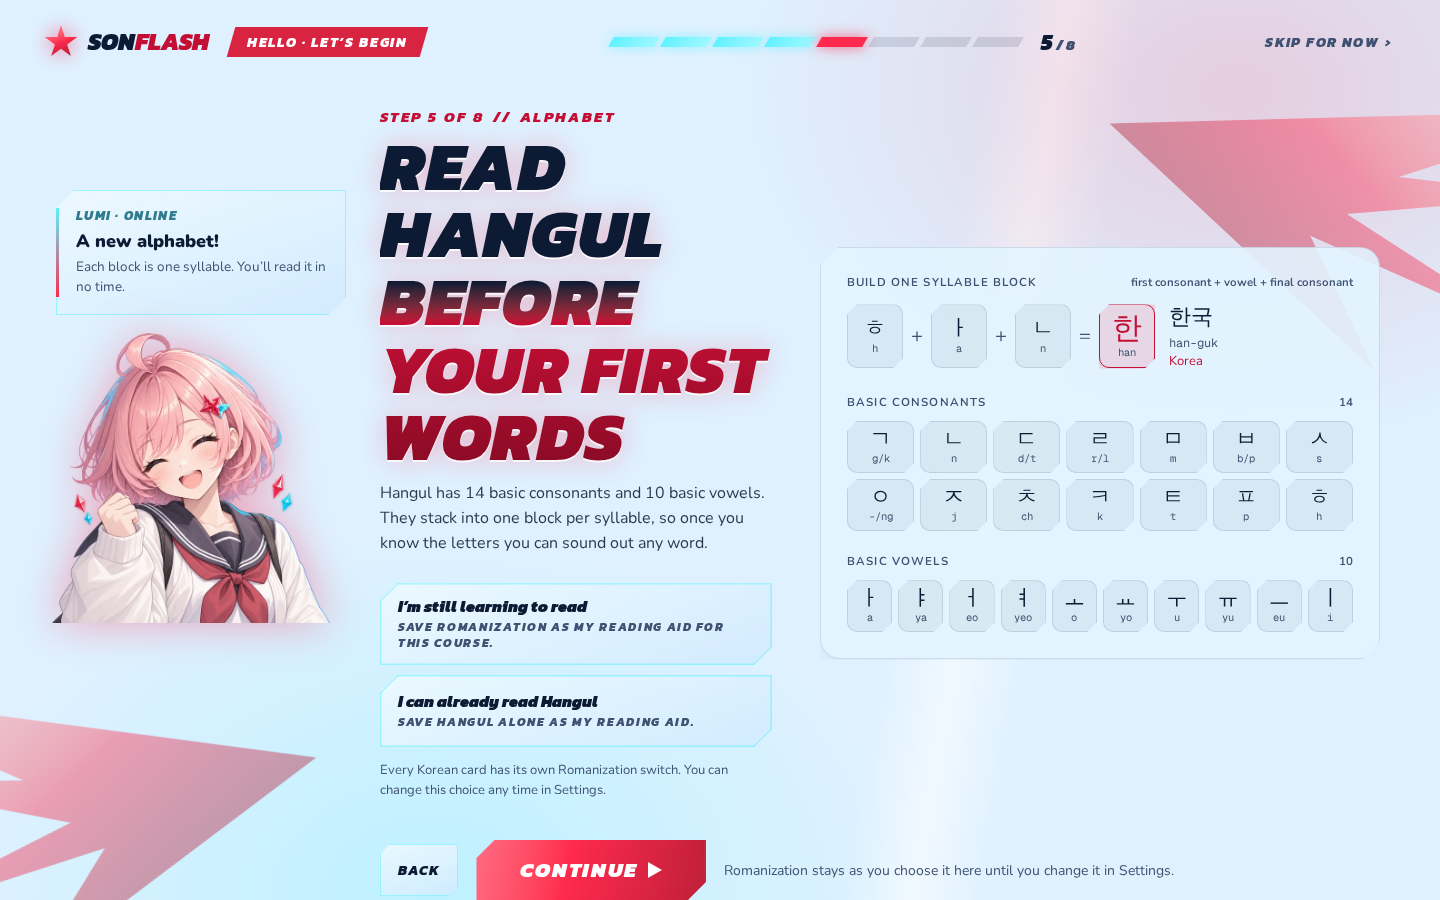 SONFLASH
HELLO · LET'S BEGIN
5 / 8
SKIP FOR NOW >
STEP 5 OF 8 // ALPHABET
READ
HANGUL
BEFORE
YOUR FIRST
WORDS
LUMI · ONLINE
A new alphabet!
Each block is one syllable. You'll read it in
no time.
Hangul has 14 basic consonants and 10 basic vowels.
They stack into one block per syllable, so once you
know the letters you can sound out any word.
I'm still learning to read
SAVE ROMANIZATION AS MY READING AID FOR
THIS COURSE.
I can already read Hangul
SAVE HANGUL ALONE AS MY READING AID.
Every Korean card has its own Romanization switch. You can
change this choice any time in Settings.
BUILD ONE SYLLABLE BLOCK
first consonant + vowel + final consonant
ㅎ + ㅏ + ㄴ = 한 한국
h a n han han-guk
Korea
BASIC CONSONANTS 14
ㄱ ㄴ ㄷ ㄹ ㅁ ㅂ ㅅ
g/k n d/t r/l m b/p s
ㅇ ㅈ ㅊ ㅋ ㅌ ㅍ ㅎ
-/ng j ch k t p h
BASIC VOWELS 10
ㅏ ㅑ ㅓ ㅕ ㅗ ㅛ ㅜ ㅠ ㅡ ㅣ
a ya eo yeo o yo u yu eu i
BACK
CONTINUE ▶
Romanization stays as you choose it here until you change it in Settings.